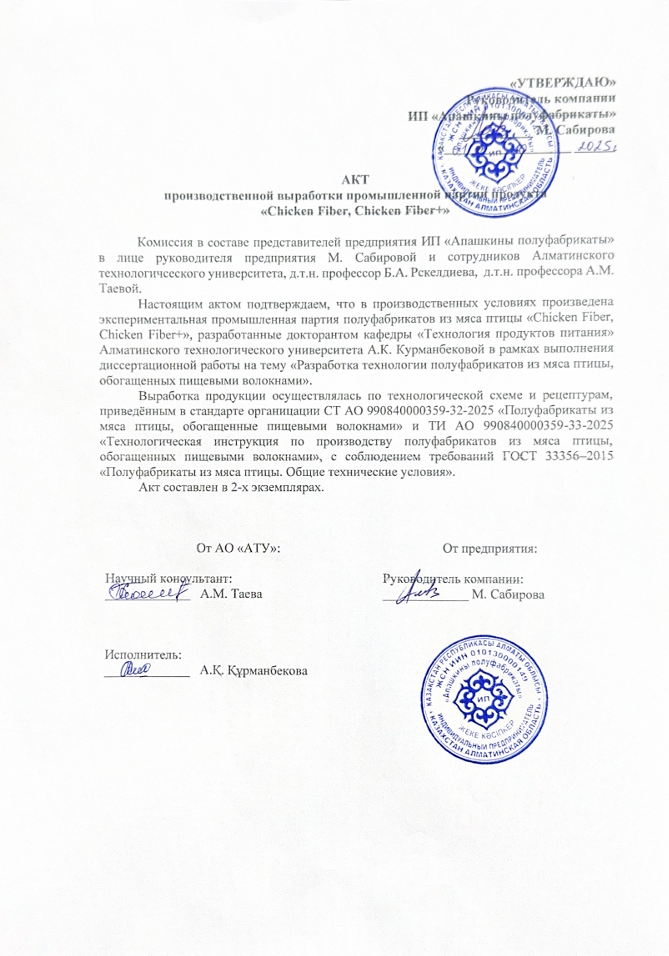 «УТВЕРЖДАЮ»
Руководитель компании
ИП «Апашкины полуфабрикаты»
М. Сабирова
2025г
АКТ
производственной выработки промышленной партии продукта
«Chicken Fiber, Chicken Fiber+»
Комиссия в составе представителей предприятия ИП «Апашкины полуфабрикаты»
в лице руководителя предприятия М. Сабировой и сотрудников Алматинского
технологичсеского университета, д.т.н. профессор Б.А. Рскелдиева, д.т.н. профессора А.М.
Таевой.
Настоящим актом подтверждаем, что в производственных условиях произведена
экспериментальная промышленная партия полуфабрикатов из мяса птицы «Chicken Fiber,
Chicken Fiber+», разработанные докторантом кафедры «Технология продуктов питания»
Алматинского технологического университета А.К. Курманбековой в рамках выполнения
диссертационной работы на тему «Разработка технологии полуфабрикатов из мяса птицы,
обогащенных пищевыми волокнами».
Выработка продукции осуществлялась по технологической схеме и рецептурам,
приведённым в стандарте органицации СТ АО 990840000359-32-2025 «Полуфабрикаты из
мяса птицы, обогащенные пищевыми волокнами» и ТИ АО 990840000359-33-2025
«Технологическая инструкция по производству полуфабрикатов из мяса птицы,
обогащенных пищевыми волокнами», с соблюдением требований ГОСТ 33356–2015
«Полуфабрикаты из мяса птицы. Общие технические условия».
Акт составлен в 2-х экземплярах.
От АО «АТУ»: От предприятия:
Научный консультант: Руководитель компании:
А.М. Таева М. Сабирова
Исполнитель:
А.Қ. Құрманбекова
ҚАЗАҚСТАН РЕСПУБЛИКАСЫ АЛМАТЫ ОБЛЫСЫ
ЖСН ИИН 010130000149
«Апашкины полуфабрикаты»
ИП
ЖЕКЕ КӘСІПКЕР
ИНДИВИДУАЛЬНЫЙ ПРЕДПРИНИМАТЕЛЬ
КАЗАХСТАН АЛМАТИНСКАЯ ОБЛАСТЬ